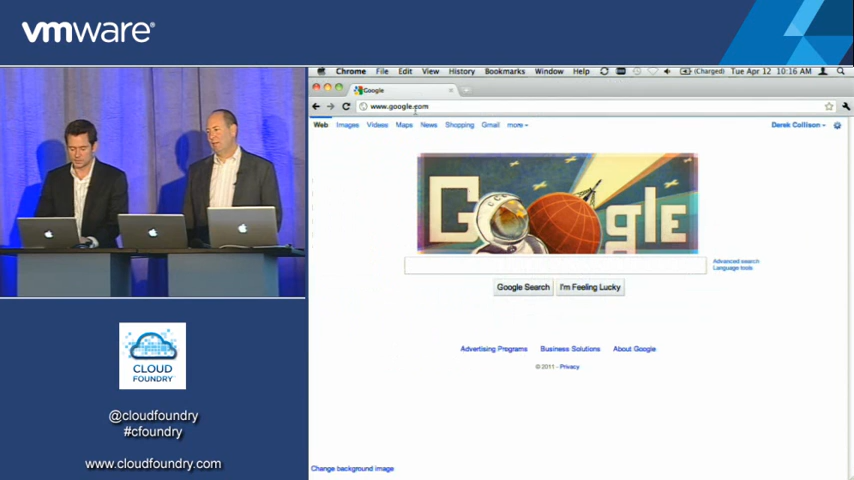 vmware®
Chrome File Edit View History Bookmarks Window Help (Charged) Tue Apr 12 10:16 AM
Google
www.google.com
Web Images Videos Maps News Shopping Gmail more Derek Collison
Google
Advanced search
Language tools
Google Search I'm Feeling Lucky
Advertising Programs Business Solutions About Google
© 2011 - Privacy
Change background image
CLOUD
FOUNDRY
@cloudfoundry
#cfoundry
www.cloudfoundry.com